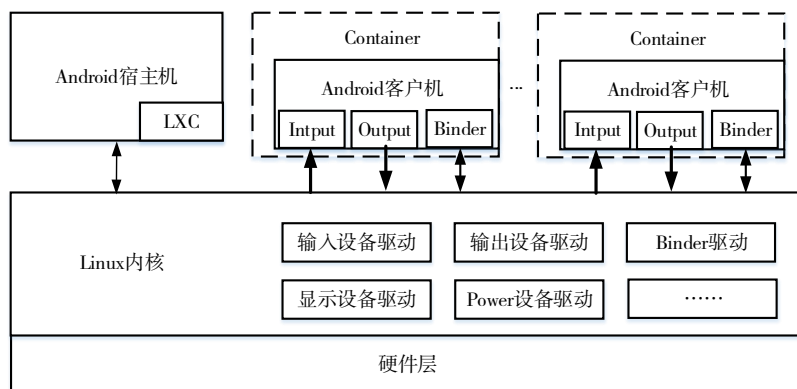 Android宿主机
LXC
Container
Android客户机
Intput
Output
Binder
...
Container
Android客户机
Intput
Output
Binder
Linux内核
输入设备驱动
输出设备驱动
Binder驱动
显示设备驱动
Power设备驱动
……
硬件层